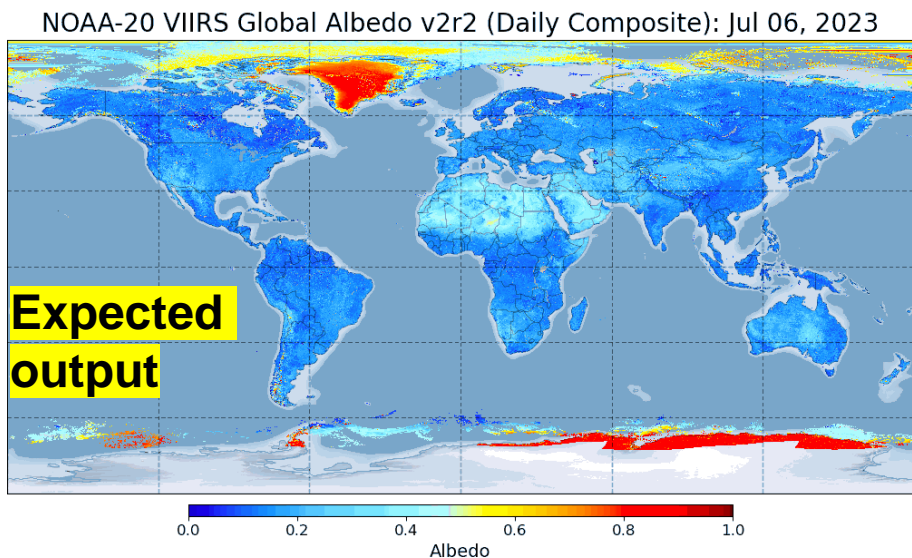 NOAA-20 VIIRS Global Albedo v2r2 (Daily Composite): Jul 06, 2023
Expected
output
0.0 0.2 0.4 0.6 0.8 1.0
Albedo